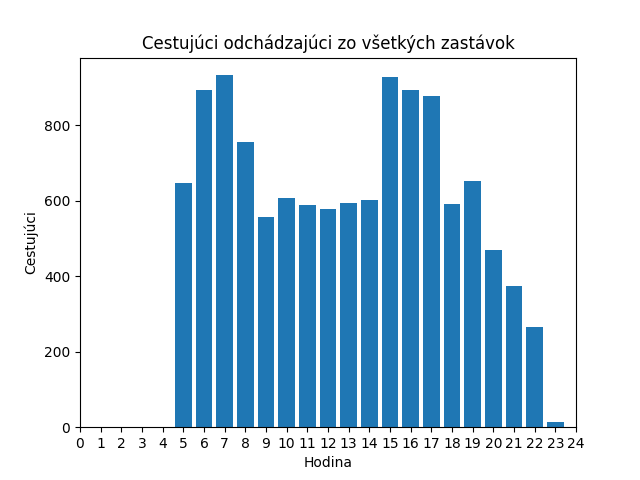 Cestujúci odchádzajúci zo všetkých zastávok
Cestujúci
800
600
400
200
0
0 1 2 3 4 5 6 7 8 9 10 11 12 13 14 15 16 17 18 19 20 21 22 23 24
Hodina